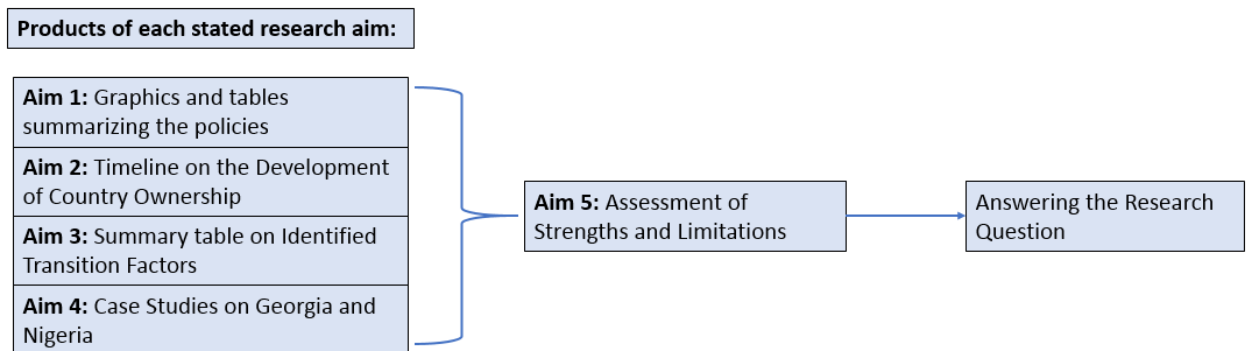 Products of each stated research aim:
Aim 1: Graphics and tables
summarizing the policies
Aim 2: Timeline on the Development
of Country Ownership
Aim 3: Summary table on Identified
Transition Factors
Aim 4: Case Studies on Georgia and
Nigeria
Aim 5: Assessment of
Strengths and Limitations
Answering the Research
Question